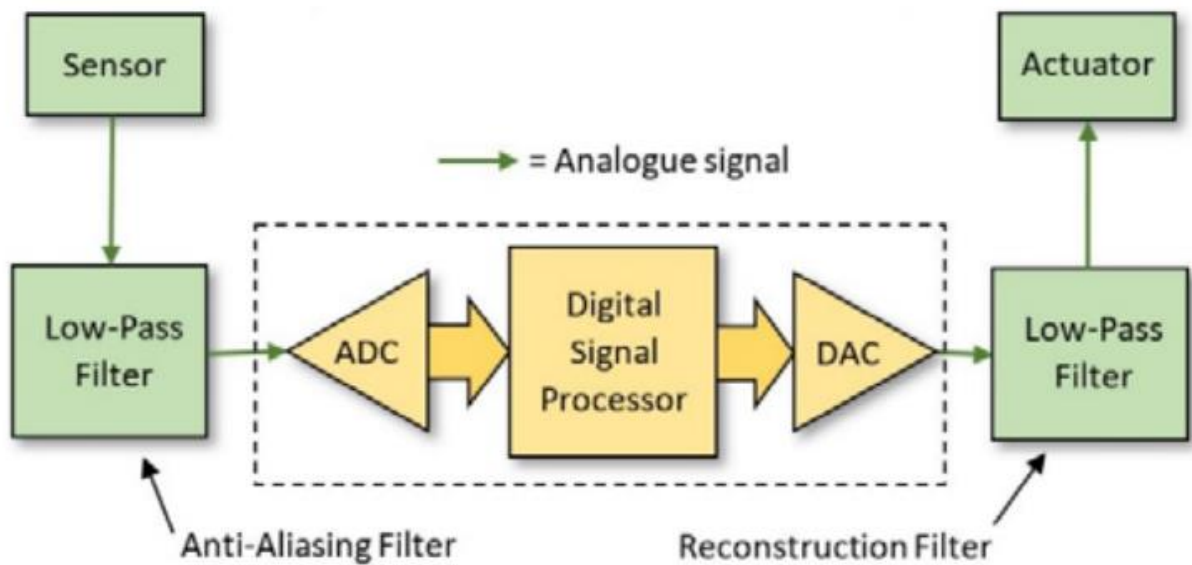 Sensor
Actuator
= Analogue signal
Low-Pass
Filter
ADC
Digital
Signal
Processor
DAC
Low-Pass
Filter
Anti-Aliasing Filter
Reconstruction Filter